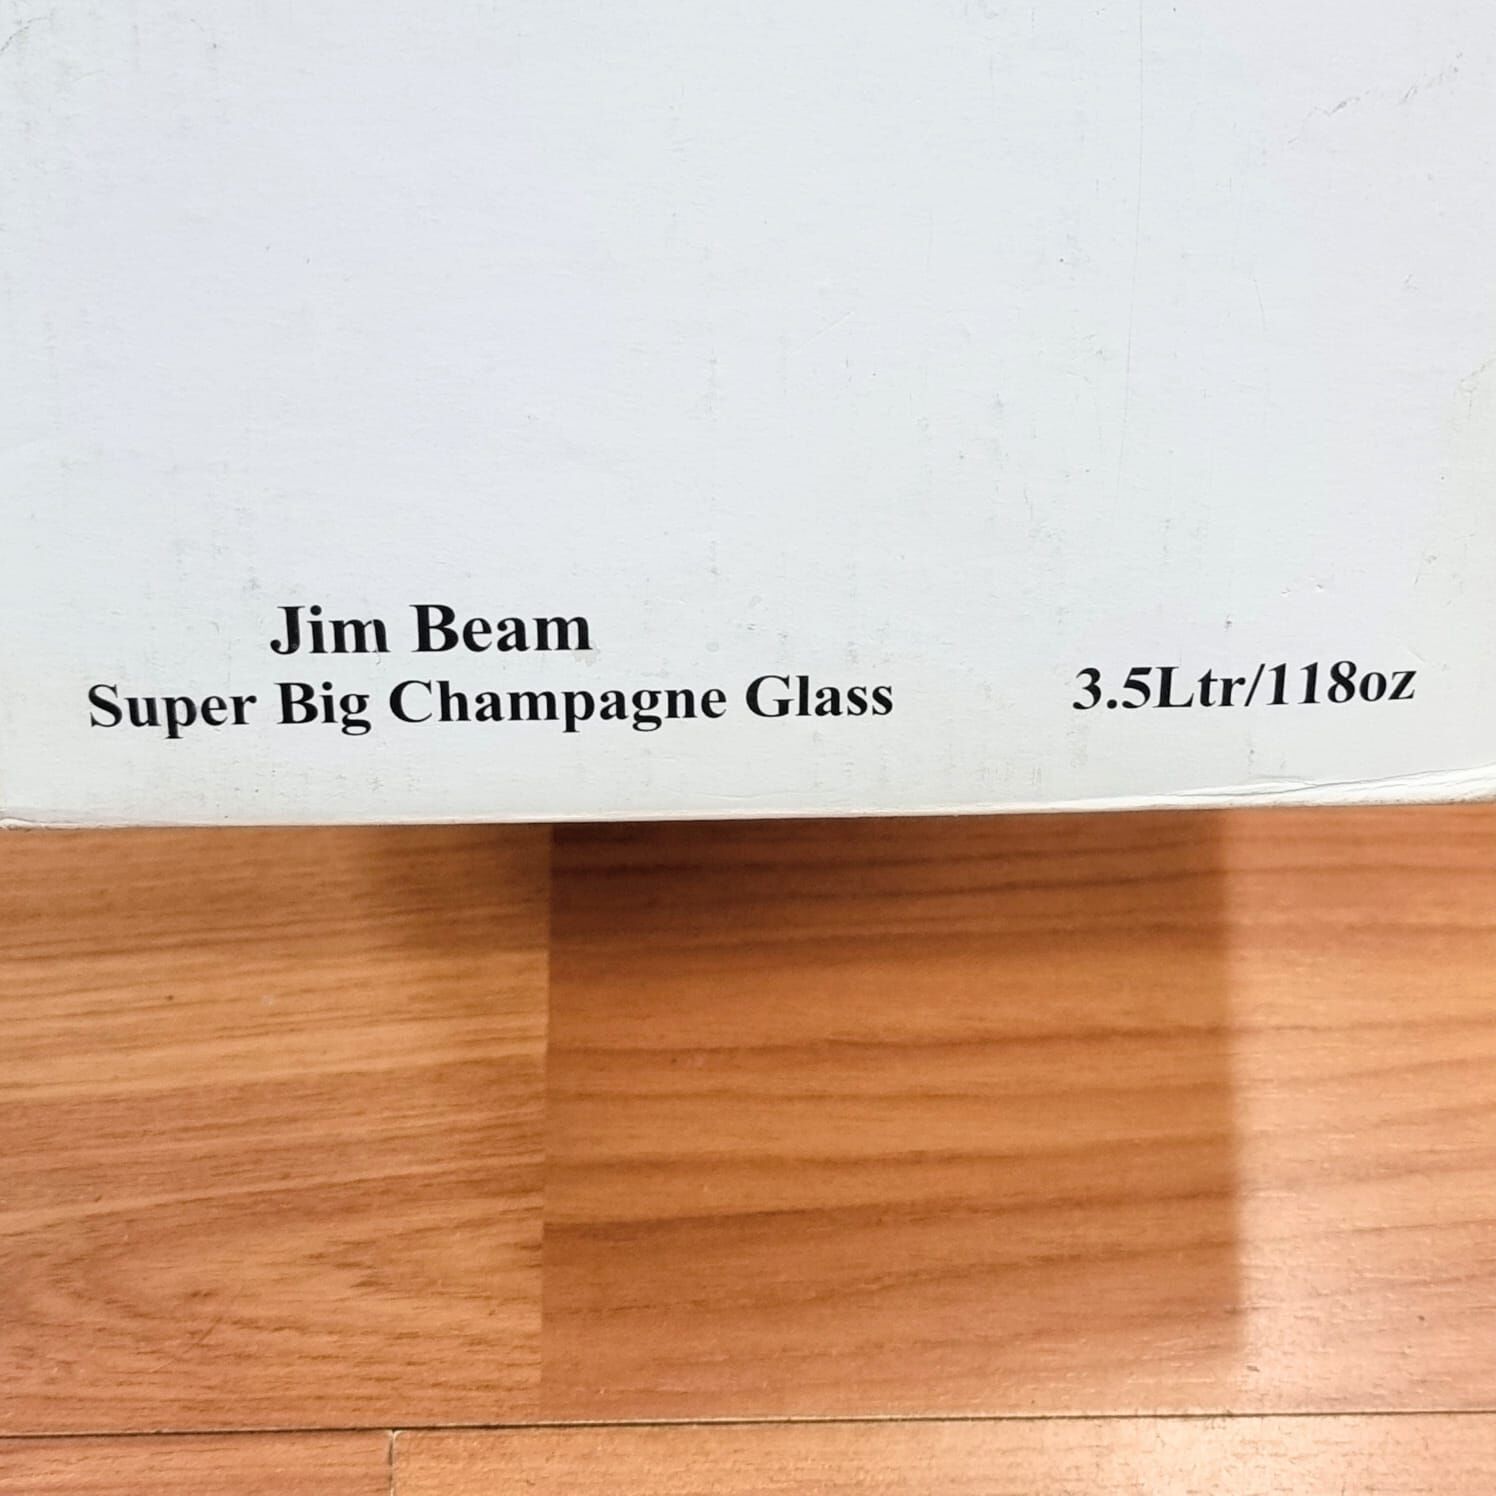 Jim Beam
Super Big Champagne Glass
3.5Ltr/118oz